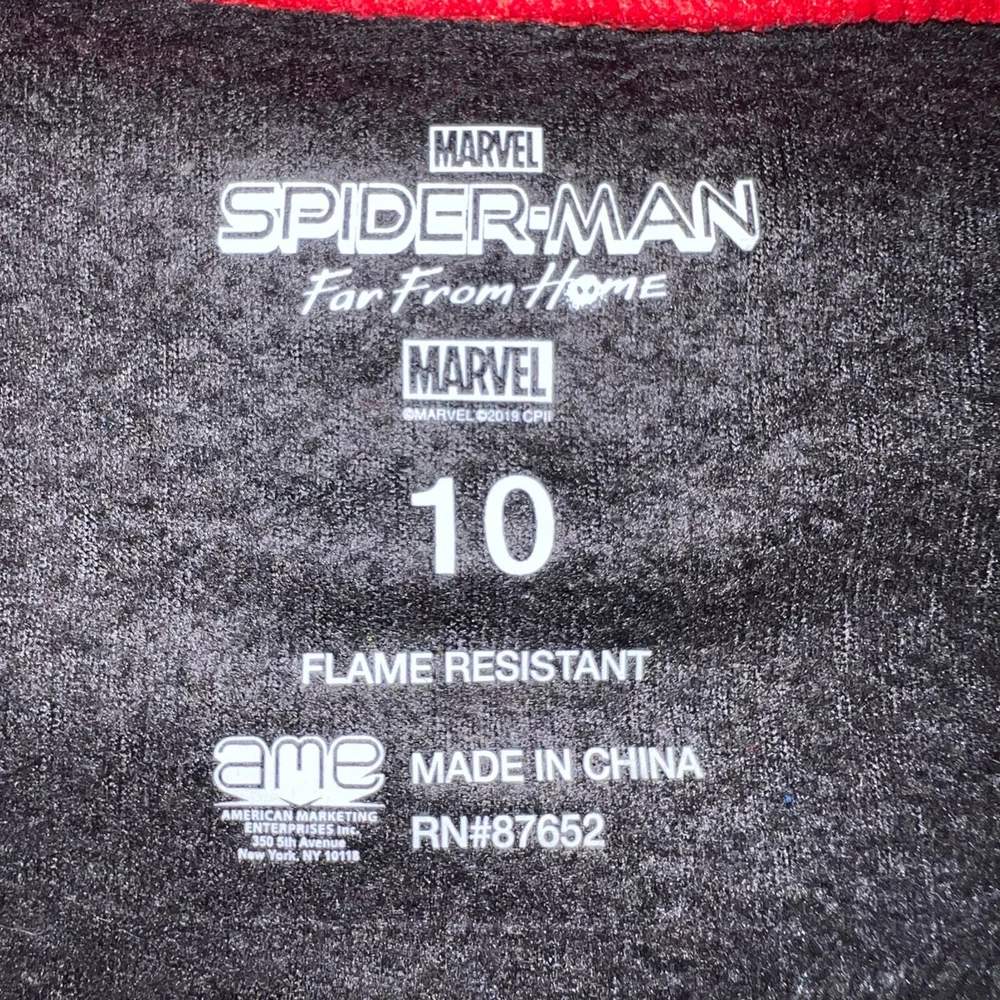 MARVEL
SPIDER-MAN
Far From Home
MARVEL
©MARVEL ©2019 CPII
10
FLAME RESISTANT
ame
AMERICAN MARKETING
ENTERPRISES Inc.
350 5th Avenue
New York, NY 10118
MADE IN CHINA
RN#87652